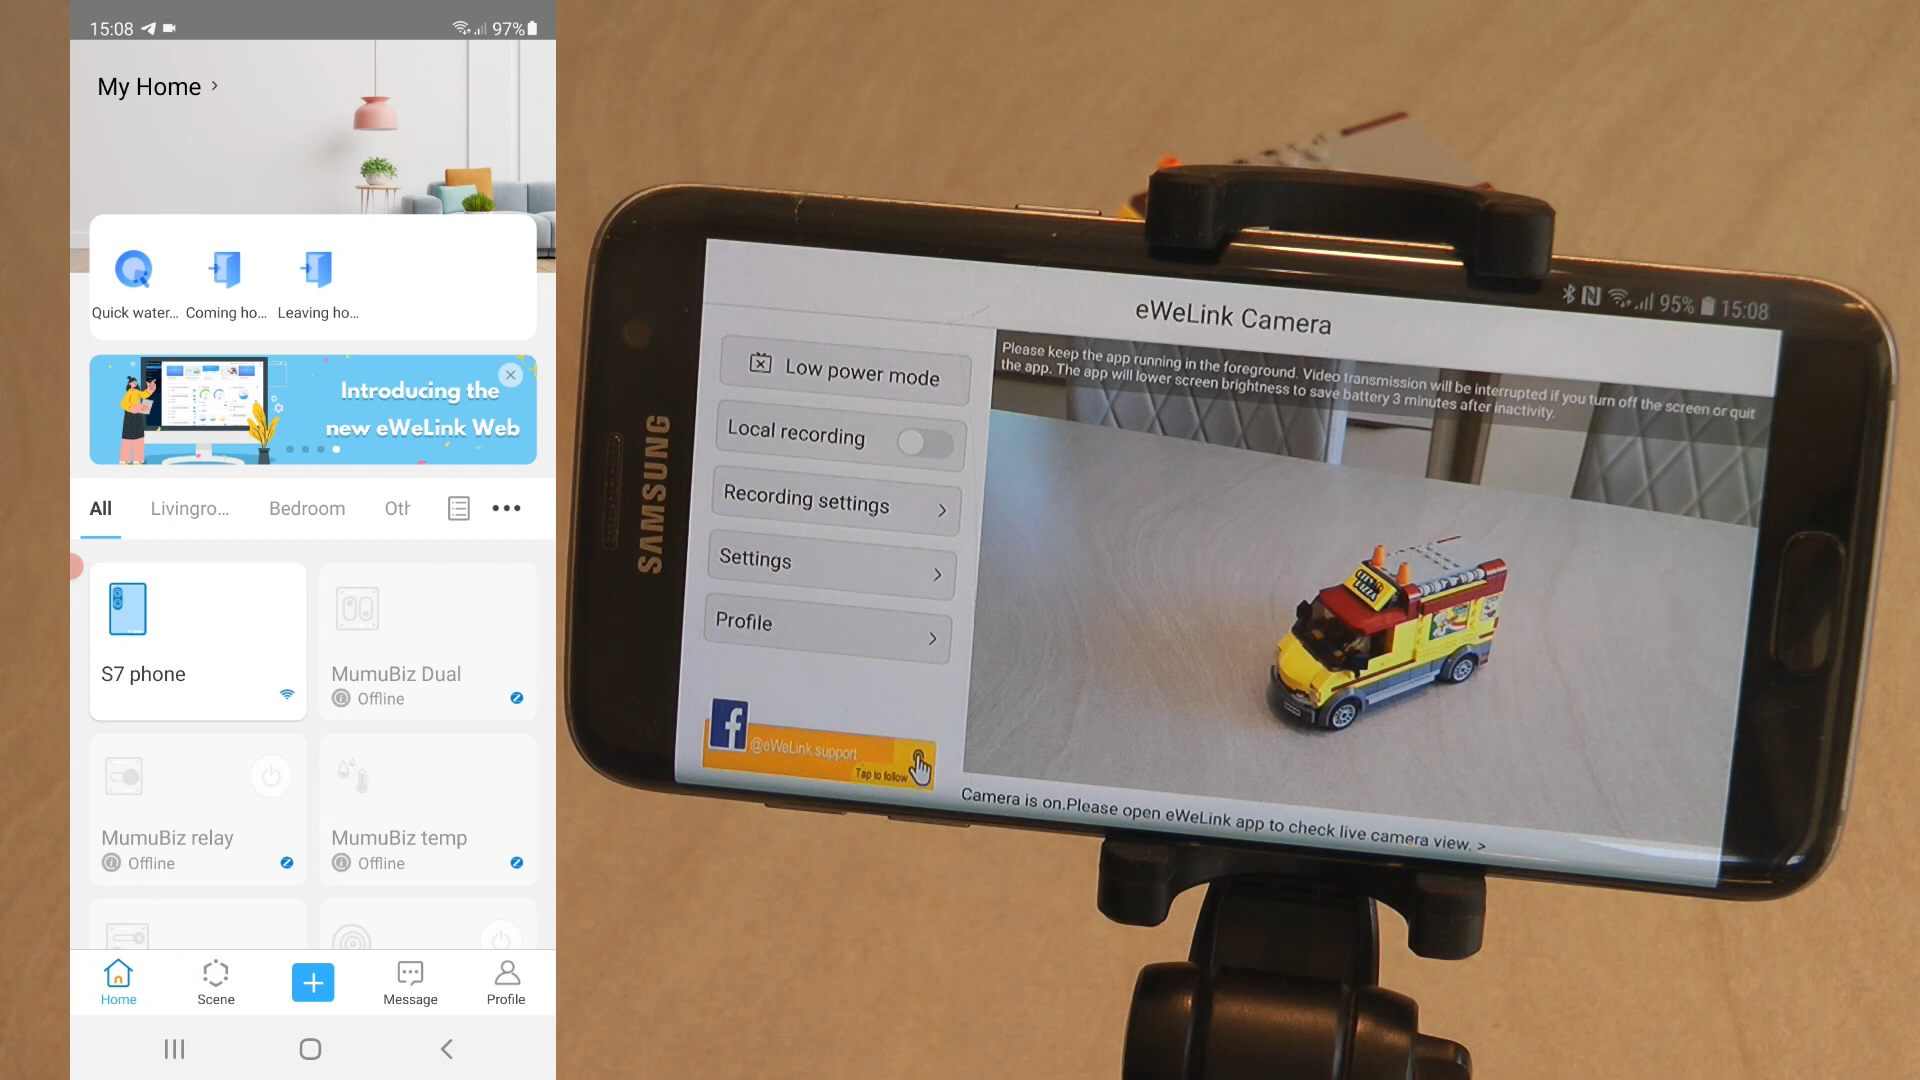 15:08
97%
My Home
Quick water...
Coming ho...
Leaving ho...
Introducing the
new eWeLink Web
All
Livingro...
Bedroom
Oth
S7 phone
MumuBiz Dual
Offline
MumuBiz relay
Offline
MumuBiz temp
Offline
Home
Scene
Message
Profile
SAMSUNG
95%
15:08
eWeLink Camera
Low power mode
Local recording
Recording settings
Settings
Profile
@eWeLink support
Tap to follow
Please keep the app running in the foreground. Video transmission will be interrupted if you turn off the screen or quit
the app. The app will lower screen brightness to save battery 3 minutes after inactivity.
CITY
PIZZA
Camera is on.Please open eWeLink app to check live camera view. >